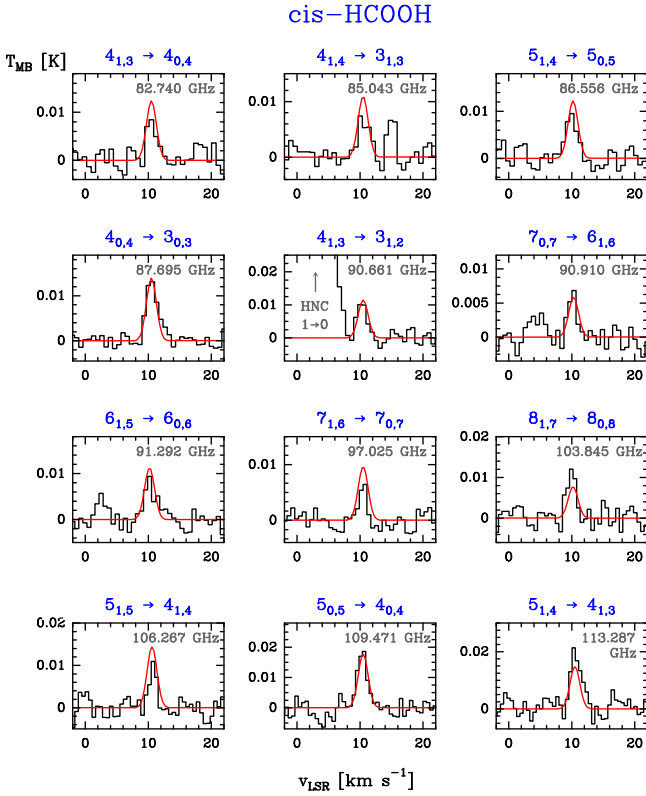 cis−HCOOH
T_MB [K]
4_1,3 → 4_0,4
4_1,4 → 3_1,3
5_1,4 → 5_0,5
82.740 GHz
85.043 GHz
86.556 GHz
0.01
0
0.01
0
0.01
0
0 10 20
0 10 20
0 10 20
4_0,4 → 3_0,3
4_1,3 → 3_1,2
7_0,7 → 6_1,6
87.695 GHz
90.661 GHz
90.910 GHz
0.01
0
0.02
0.01
0
HNC
1→0
0.01
0.005
0
0 10 20
0 10 20
0 10 20
6_1,5 → 6_0,6
7_1,6 → 7_0,7
8_1,7 → 8_0,8
91.292 GHz
97.025 GHz
103.845 GHz
0.01
0
0.01
0
0.02
0.01
0
0 10 20
0 10 20
0 10 20
5_1,5 → 4_1,4
5_0,5 → 4_0,4
5_1,4 → 4_1,3
106.267 GHz
109.471 GHz
113.287
GHz
0.02
0.01
0
0.02
0.01
0
0.02
0.01
0
0 10 20
0 10 20
0 10 20
v_LSR [km s⁻¹]